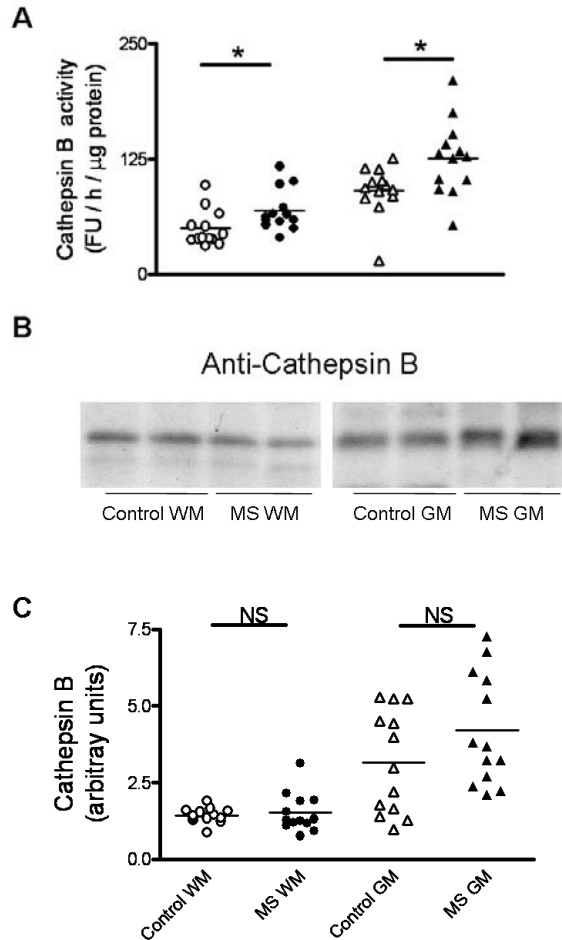 A
250
*
*
Cathepsin B activity
(FU / h / µg protein)
125
0
B
Anti-Cathepsin B
Control WM
MS WM
Control GM
MS GM
C
NS
NS
7.5
Cathepsin B
(arbitray units)
5.0
2.5
0.0
Control WM
MS WM
Control GM
MS GM